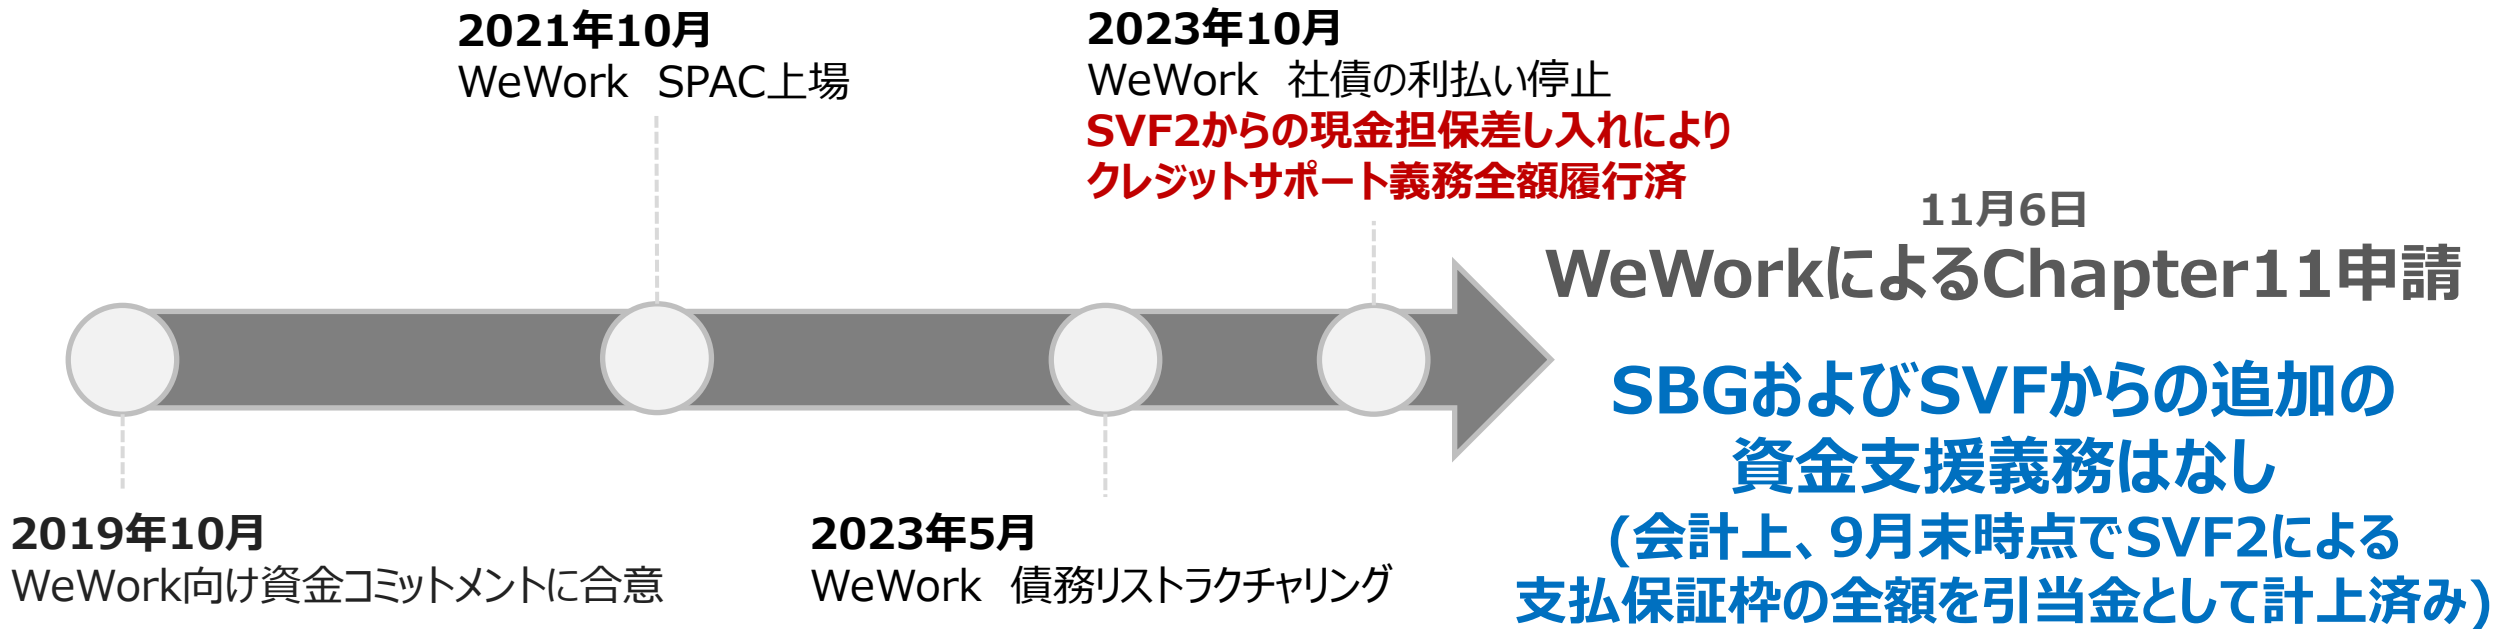 2021年10月
WeWork SPAC上場
2023年10月
WeWork 社債の利払い停止
SVF2からの現金担保差し入れにより
クレジットサポート義務全額履行済
11月6日
WeWorkによるChapter11申請
SBGおよびSVFからの追加の
資金支援義務はなし
(会計上、9月末時点でSVF2による
支払保証枠の金額を引当金として計上済み)
2019年10月
WeWork向け資金コミットメントに合意
2023年5月
WeWork 債務リストラクチャリング